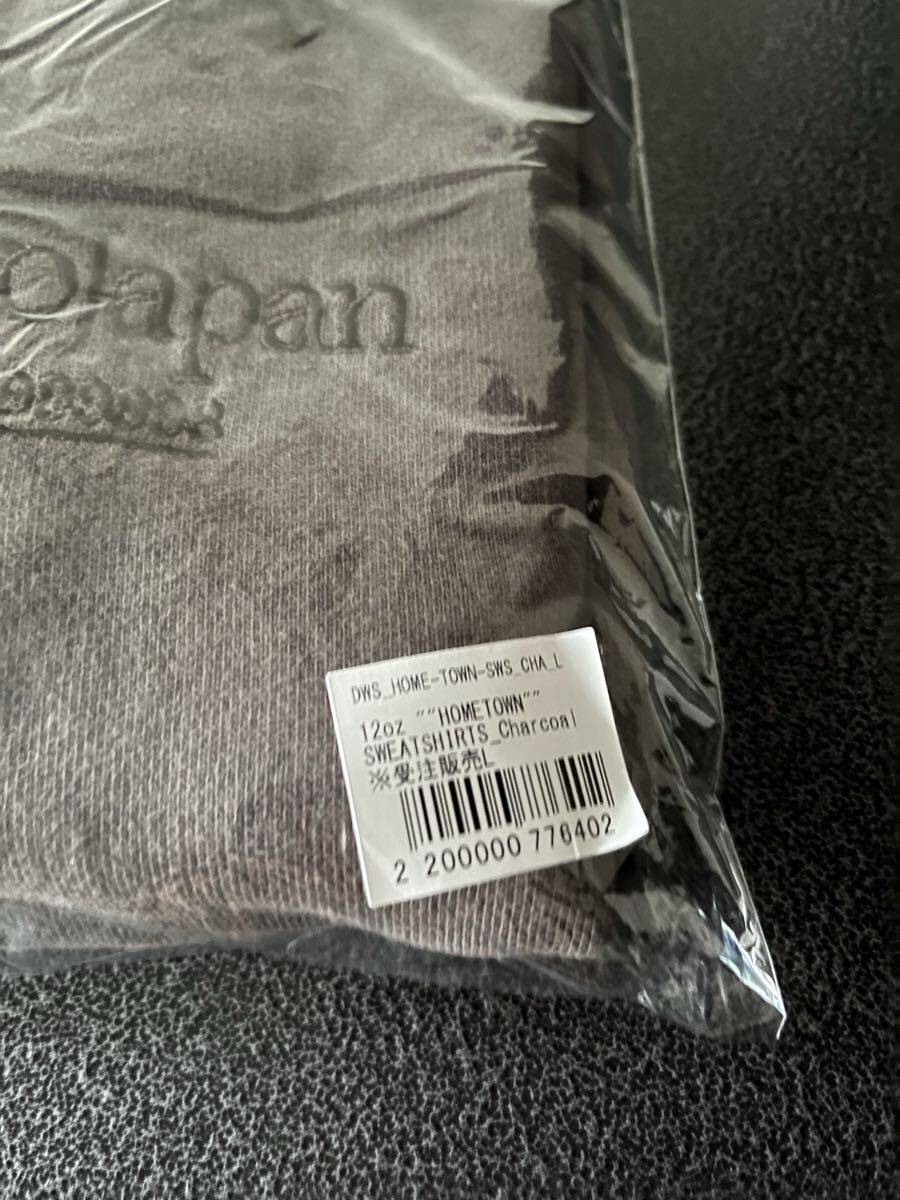 Japan
DWS_HOME-TOWN-SWS_CHA_L
12oz ""HOMETOWN""
SWEATSHIRTS_Charcoal
※受注販売L
2 200000 776402